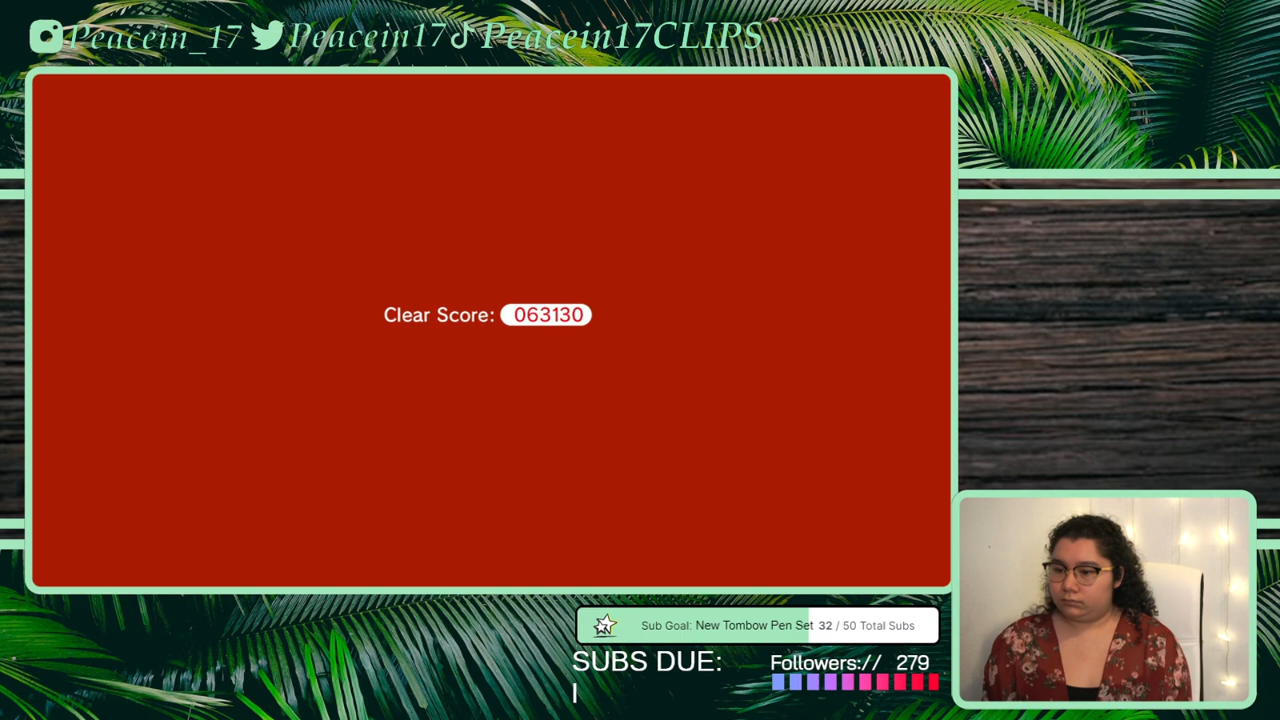 Peacein_17 Peacein17 Peacein17CLIPS
Clear Score: 063130
Sub Goal: New Tombow Pen Set 32 / 50 Total Subs
SUBS DUE:
I
Followers:// 279